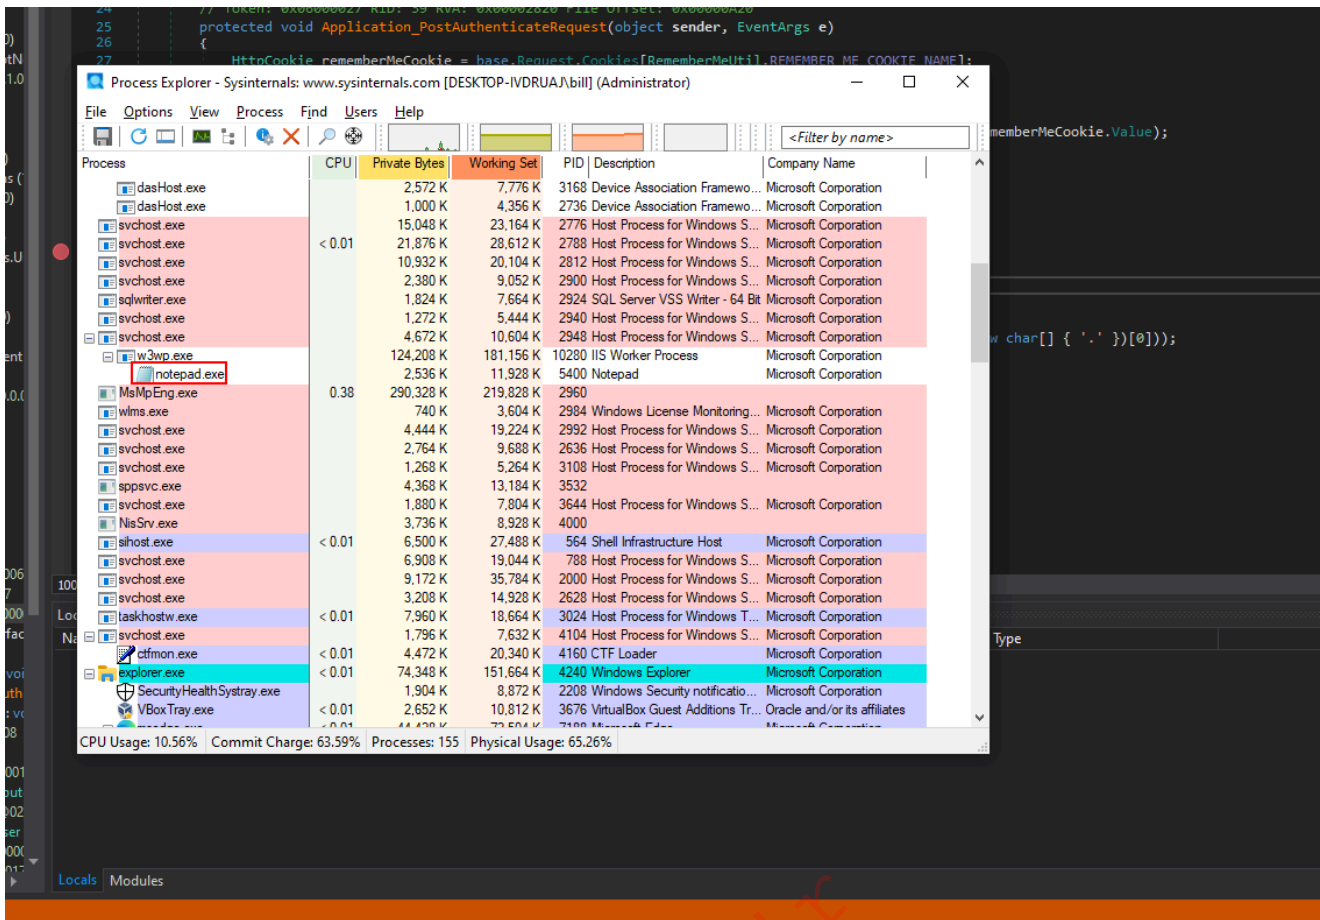 24 // Token: 0x06000027 RID: 39 RVA: 0x00002820 File Offset: 0x00000A20
25 protected void Application_PostAuthenticateRequest(object sender, EventArgs e)
26 {
27 HttpCookie rememberMeCookie = base.Request.Cookies[RememberMeUtil.REMEMBER_ME_COOKIE_NAME];
Process Explorer - Sysinternals: www.sysinternals.com [DESKTOP-IVDRUAJ\bill] (Administrator)
File Options View Process Find Users Help
<Filter by name>
memberMeCookie.Value);
Process CPU Private Bytes Working Set PID Description Company Name
dasHost.exe 2,572 K 7,776 K 3168 Device Association Framewo... Microsoft Corporation
dasHost.exe 1,000 K 4,356 K 2736 Device Association Framewo... Microsoft Corporation
svchost.exe 15,048 K 23,164 K 2776 Host Process for Windows S... Microsoft Corporation
svchost.exe < 0.01 21,876 K 28,612 K 2788 Host Process for Windows S... Microsoft Corporation
svchost.exe 10,932 K 20,104 K 2812 Host Process for Windows S... Microsoft Corporation
svchost.exe 2,380 K 9,052 K 2900 Host Process for Windows S... Microsoft Corporation
sqlwriter.exe 1,824 K 7,664 K 2924 SQL Server VSS Writer - 64 Bit Microsoft Corporation
svchost.exe 1,272 K 5,444 K 2940 Host Process for Windows S... Microsoft Corporation
svchost.exe 4,672 K 10,604 K 2948 Host Process for Windows S... Microsoft Corporation
w char[] { '.' })[0]));
w3wp.exe 124,208 K 181,156 K 10280 IIS Worker Process Microsoft Corporation
notepad.exe 2,536 K 11,928 K 5400 Notepad Microsoft Corporation
MsMpEng.exe 0.38 290,328 K 219,828 K 2960
wlms.exe 740 K 3,604 K 2984 Windows License Monitoring... Microsoft Corporation
svchost.exe 4,444 K 19,224 K 2992 Host Process for Windows S... Microsoft Corporation
svchost.exe 2,764 K 9,688 K 2636 Host Process for Windows S... Microsoft Corporation
svchost.exe 1,268 K 5,264 K 3108 Host Process for Windows S... Microsoft Corporation
sppsvc.exe 4,368 K 13,184 K 3532
svchost.exe 1,880 K 7,804 K 3644 Host Process for Windows S... Microsoft Corporation
NisSrv.exe 3,736 K 8,928 K 4000
sihost.exe < 0.01 6,500 K 27,488 K 564 Shell Infrastructure Host Microsoft Corporation
svchost.exe 6,908 K 19,044 K 788 Host Process for Windows S... Microsoft Corporation
svchost.exe 9,172 K 35,784 K 2000 Host Process for Windows S... Microsoft Corporation
100
svchost.exe 3,208 K 14,928 K 2628 Host Process for Windows S... Microsoft Corporation
Loc
taskhostw.exe < 0.01 7,960 K 18,664 K 3024 Host Process for Windows T... Microsoft Corporation
Na
svchost.exe 1,796 K 7,632 K 4104 Host Process for Windows S... Microsoft Corporation
Type
ctfmon.exe < 0.01 4,472 K 20,340 K 4160 CTF Loader Microsoft Corporation
explorer.exe < 0.01 74,348 K 151,664 K 4240 Windows Explorer Microsoft Corporation
SecurityHealthSystray.exe 1,904 K 8,872 K 2208 Windows Security notificatio... Microsoft Corporation
VBoxTray.exe < 0.01 2,652 K 10,812 K 3676 VirtualBox Guest Additions Tr... Oracle and/or its affiliates
CPU Usage: 10.56% Commit Charge: 63.59% Processes: 155 Physical Usage: 65.26%
Locals Modules